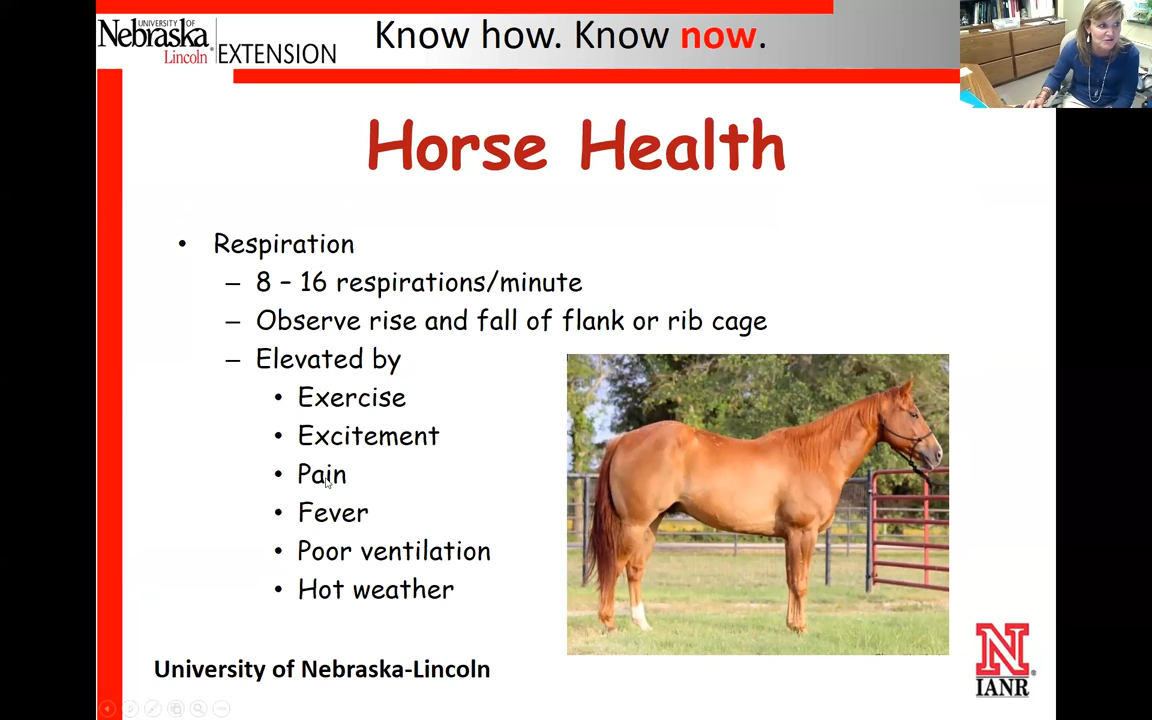 UNIVERSITY OF
Nebraska
Lincoln
EXTENSION
Know how. Know now.
Horse Health
• Respiration
– 8 – 16 respirations/minute
– Observe rise and fall of flank or rib cage
– Elevated by
• Exercise
• Excitement
• Pain
• Fever
• Poor ventilation
• Hot weather
University of Nebraska-Lincoln
N
IANR